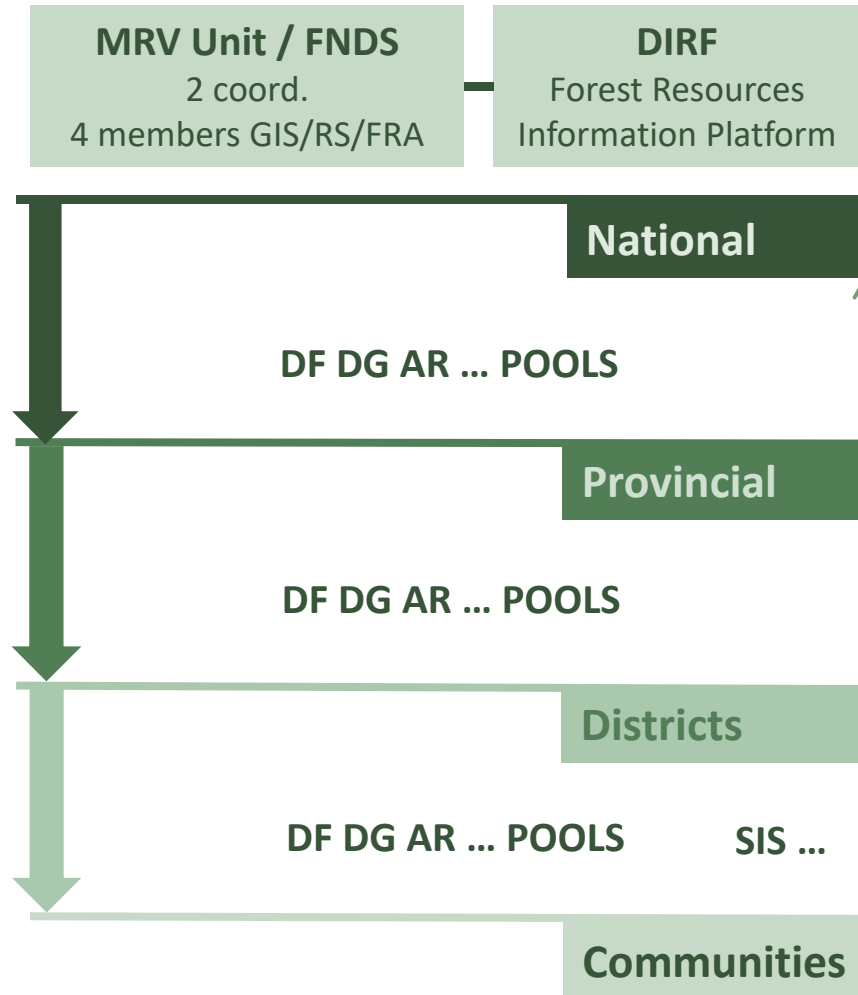 MRV Unit / FNDS
2 coord.
4 members GIS/RS/FRA
DIRF
Forest Resources
Information Platform
National
DF DG AR ... POOLS
Provincial
DF DG AR ... POOLS
Districts
DF DG AR ... POOLS SIS ...
Communities